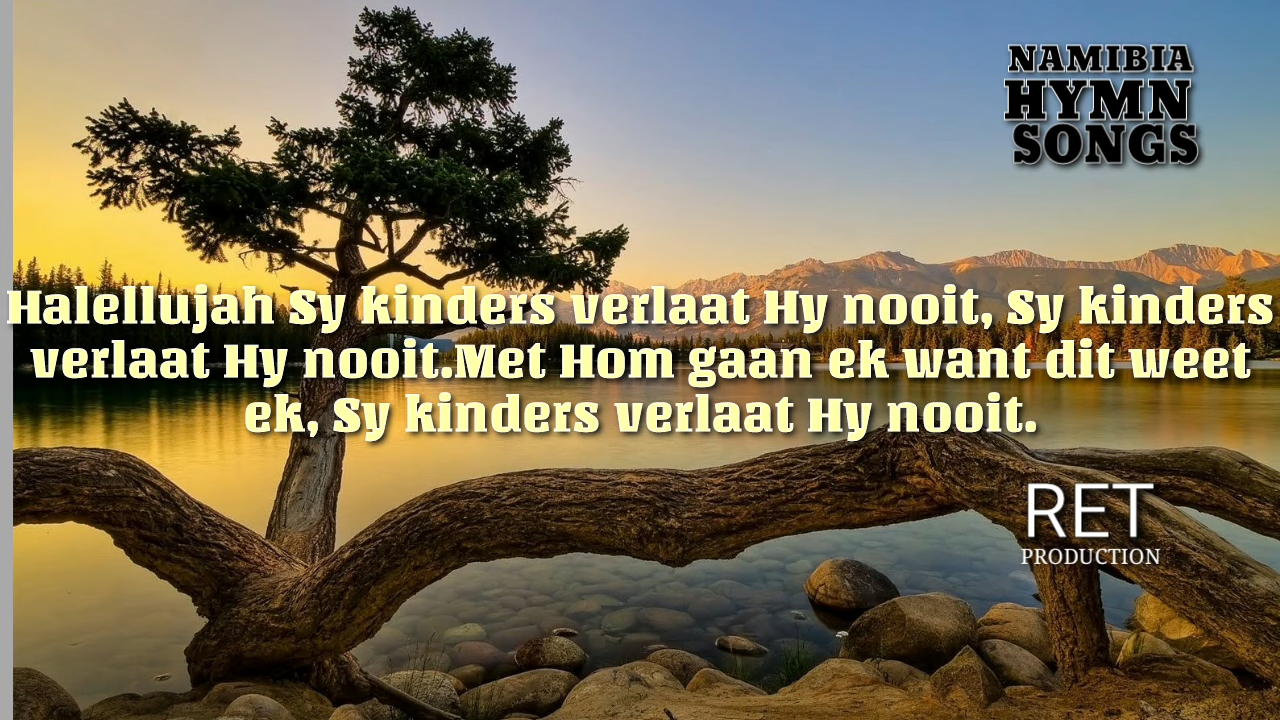 NAMIBIA
HYMN
SONGS
Halellujah Sy kinders verlaat Hy nooit, Sy kinders
verlaat Hy nooit.Met Hom gaan ek want dit weet
ek, Sy kinders verlaat Hy nooit.
RET
PRODUCTION